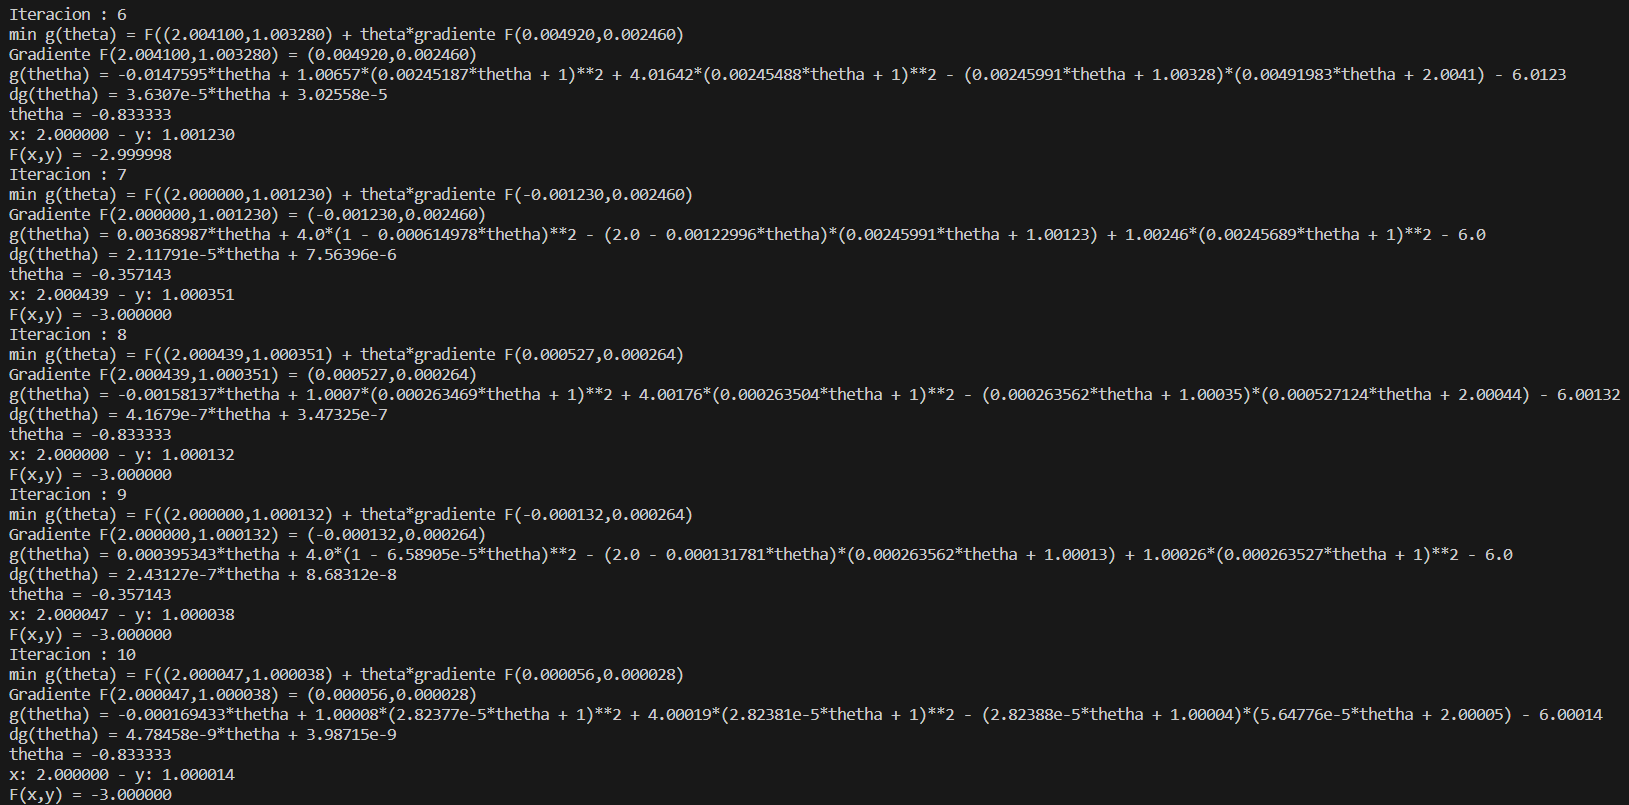 Iteracion : 6
min g(theta) = F((2.004100,1.003280) + theta*gradiente F(0.004920,0.002460)
Gradiente F(2.004100,1.003280) = (0.004920,0.002460)
g(thetha) = -0.0147595*thetha + 1.00657*(0.00245187*thetha + 1)**2 + 4.01642*(0.00245488*thetha + 1)**2 - (0.00245991*thetha + 1.00328)*(0.00491983*thetha + 2.0041) - 6.0123
dg(thetha) = 3.6307e-5*thetha + 3.02558e-5
thetha = -0.833333
x: 2.000000 - y: 1.001230
F(x,y) = -2.999998
Iteracion : 7
min g(theta) = F((2.000000,1.001230) + theta*gradiente F(-0.001230,0.002460)
Gradiente F(2.000000,1.001230) = (-0.001230,0.002460)
g(thetha) = 0.00368987*thetha + 4.0*(1 - 0.000614978*thetha)**2 - (2.0 - 0.00122996*thetha)*(0.00245991*thetha + 1.00123) + 1.00246*(0.00245689*thetha + 1)**2 - 6.0
dg(thetha) = 2.11791e-5*thetha + 7.56396e-6
thetha = -0.357143
x: 2.000439 - y: 1.000351
F(x,y) = -3.000000
Iteracion : 8
min g(theta) = F((2.000439,1.000351) + theta*gradiente F(0.000527,0.000264)
Gradiente F(2.000439,1.000351) = (0.000527,0.000264)
g(thetha) = -0.00158137*thetha + 1.0007*(0.000263469*thetha + 1)**2 + 4.00176*(0.000263504*thetha + 1)**2 - (0.000263562*thetha + 1.00035)*(0.000527124*thetha + 2.00044) - 6.00132
dg(thetha) = 4.1679e-7*thetha + 3.47325e-7
thetha = -0.833333
x: 2.000000 - y: 1.000132
F(x,y) = -3.000000
Iteracion : 9
min g(theta) = F((2.000000,1.000132) + theta*gradiente F(-0.000132,0.000264)
Gradiente F(2.000000,1.000132) = (-0.000132,0.000264)
g(thetha) = 0.000395343*thetha + 4.0*(1 - 6.58905e-5*thetha)**2 - (2.0 - 0.000131781*thetha)*(0.000263562*thetha + 1.00013) + 1.00026*(0.000263527*thetha + 1)**2 - 6.0
dg(thetha) = 2.43127e-7*thetha + 8.68312e-8
thetha = -0.357143
x: 2.000047 - y: 1.000038
F(x,y) = -3.000000
Iteracion : 10
min g(theta) = F((2.000047,1.000038) + theta*gradiente F(0.000056,0.000028)
Gradiente F(2.000047,1.000038) = (0.000056,0.000028)
g(thetha) = -0.000169433*thetha + 1.00008*(2.82377e-5*thetha + 1)**2 + 4.00019*(2.82381e-5*thetha + 1)**2 - (2.82388e-5*thetha + 1.00004)*(5.64776e-5*thetha + 2.00005) - 6.00014
dg(thetha) = 4.78458e-9*thetha + 3.98715e-9
thetha = -0.833333
x: 2.000000 - y: 1.000014
F(x,y) = -3.000000